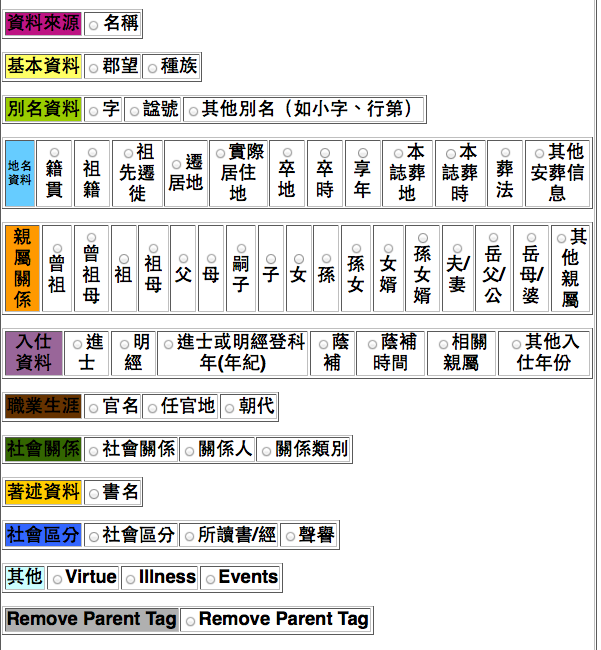 資料來源 名稱
基本資料 郡望 種族
別名資料 字 諡號 其他別名（如小字、行第）
地名資料 籍貫 祖籍 祖先遷徙 遷居地 實際居住地 卒地 卒時 享年 本誌葬地 本誌葬時 葬法 其他安葬信息
親屬關係 曾祖 曾祖母 祖 祖母 父 母 嗣子 子 女 孫 孫女 女婿 孫女婿 夫/妻 岳父/公 岳母/婆 其他親屬
入仕資料 進士 明經 進士或明經登科年(年紀) 蔭補 蔭補時間 相關親屬 其他入仕年份
職業生涯 官名 任官地 朝代
社會關係 社會關係 關係人 關係類別
著述資料 書名
社會區分 社會區分 所讀書/經 聲譽
其他 Virtue Illness Events
Remove Parent Tag Remove Parent Tag